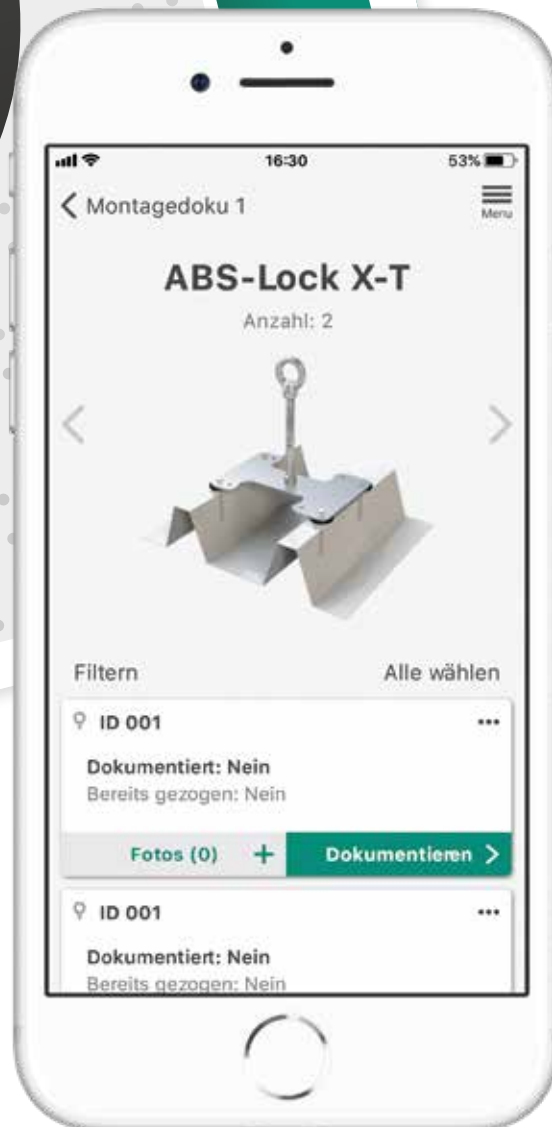 16:30
53%
Montagedoku 1
Menu
ABS-Lock X-T
Anzahl: 2
Filtern
Alle wählen
ID 001
Dokumentiert: Nein
Bereits gezogen: Nein
Fotos (0) +
Dokumentieren
ID 001
Dokumentiert: Nein
Bereits gezogen: Nein